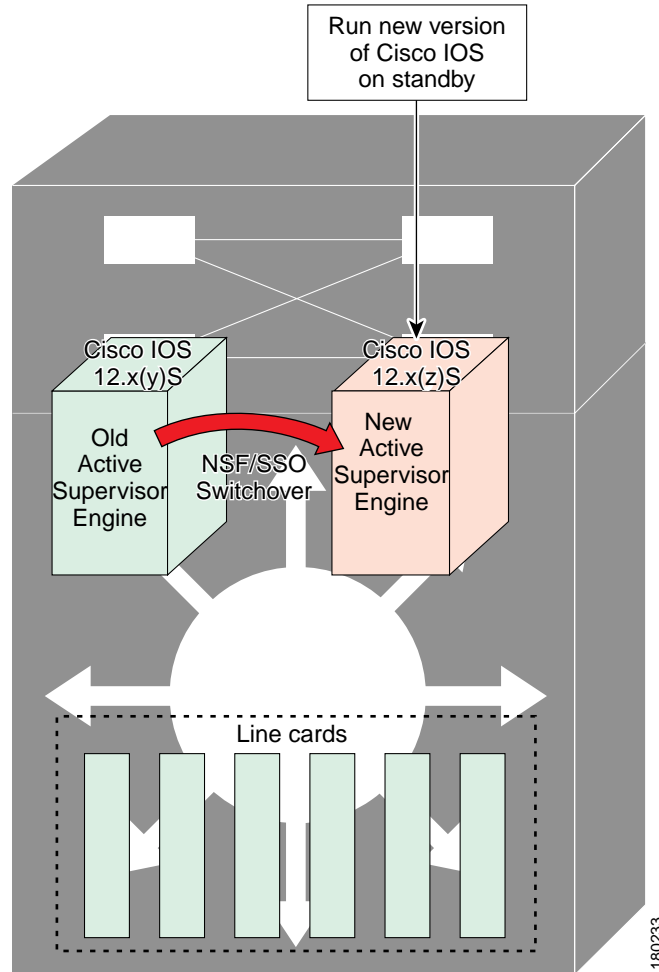 Run new version
of Cisco IOS
on standby
Cisco IOS
12.x(y)S
Cisco IOS
12.x(z)S
Old
Active
Supervisor
Engine
NSF/SSO
Switchover
New
Active
Supervisor
Engine
Line cards
180233